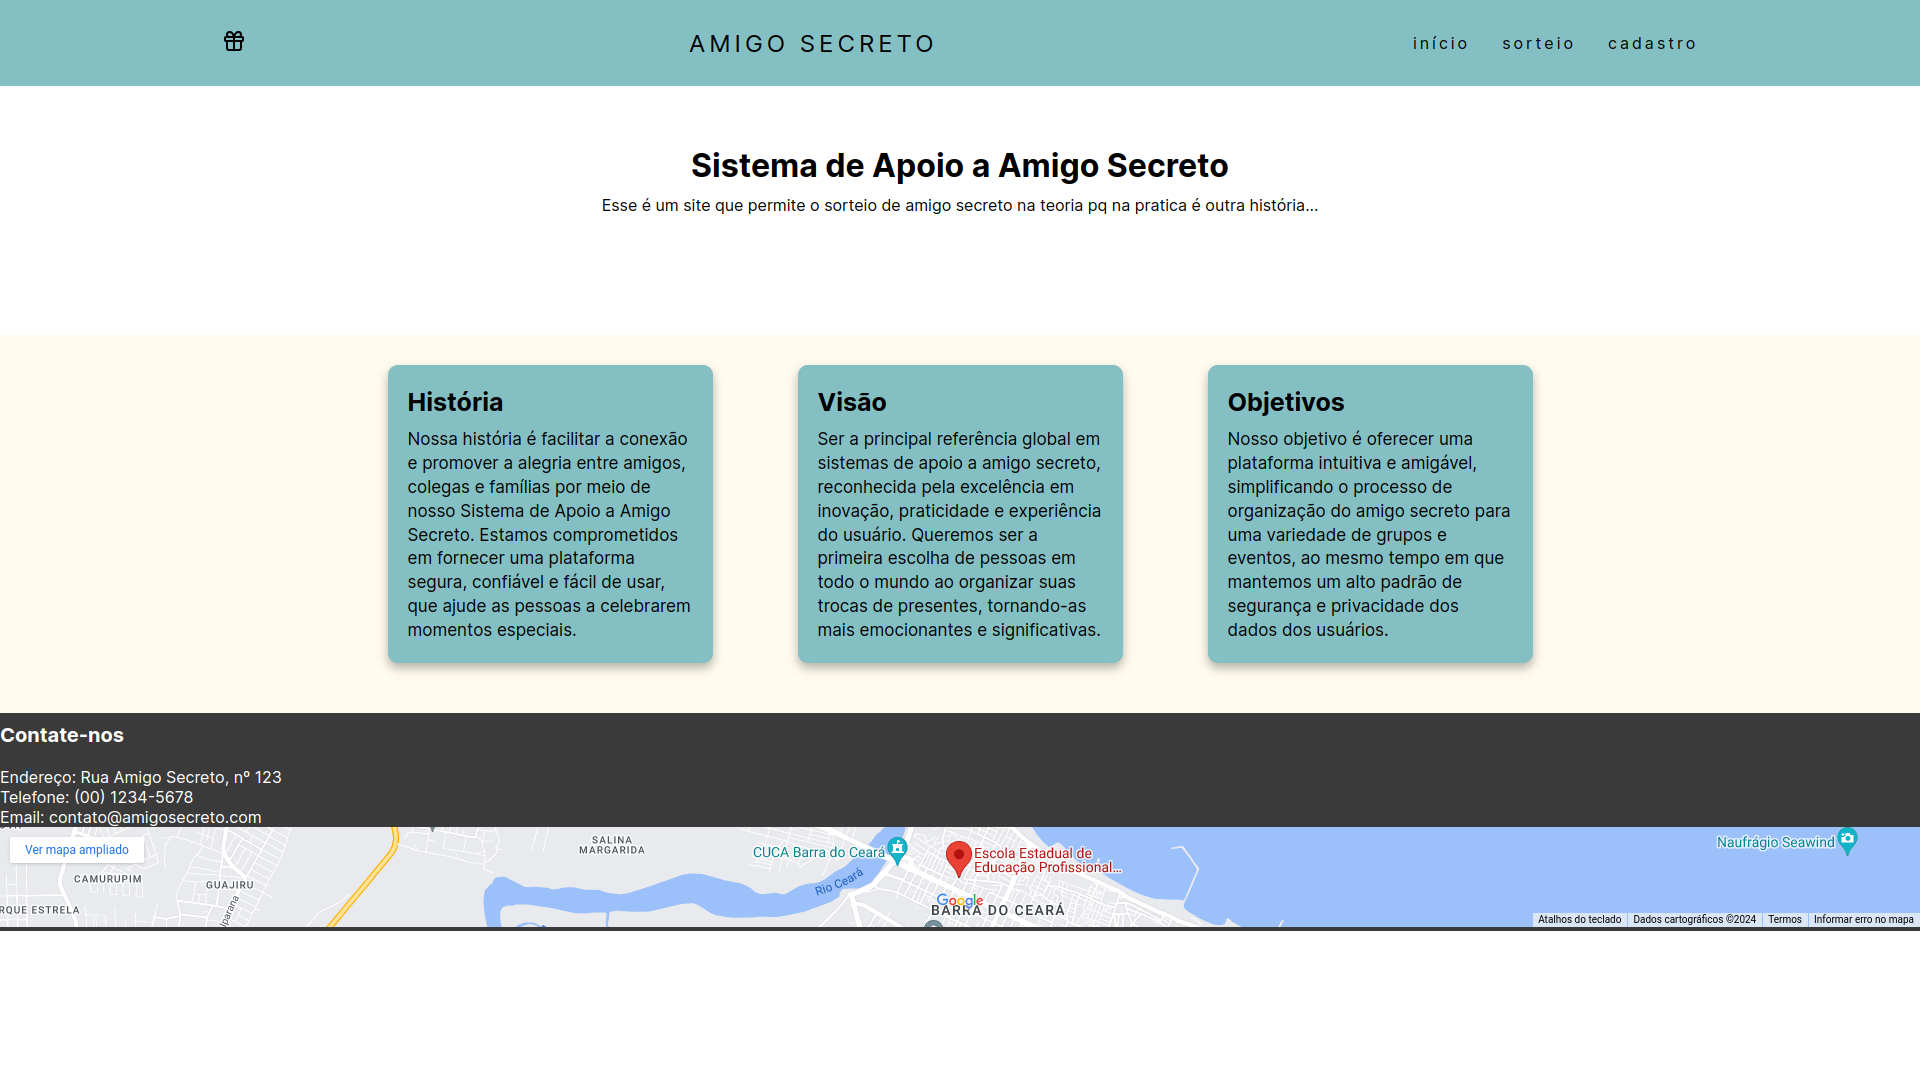 AMIGO SECRETO
início sorteio cadastro
Sistema de Apoio a Amigo Secreto
Esse é um site que permite o sorteio de amigo secreto na teoria pq na pratica é outra história...
História
Nossa história é facilitar a conexão
e promover a alegria entre amigos,
colegas e famílias por meio de
nosso Sistema de Apoio a Amigo
Secreto. Estamos comprometidos
em fornecer uma plataforma
segura, confiável e fácil de usar,
que ajude as pessoas a celebrarem
momentos especiais.
Visão
Ser a principal referência global em
sistemas de apoio a amigo secreto,
reconhecida pela excelência em
inovação, praticidade e experiência
do usuário. Queremos ser a
primeira escolha de pessoas em
todo o mundo ao organizar suas
trocas de presentes, tornando-as
mais emocionantes e significativas.
Objetivos
Nosso objetivo é oferecer uma
plataforma intuitiva e amigável,
simplificando o processo de
organização do amigo secreto para
uma variedade de grupos e
eventos, ao mesmo tempo em que
mantemos um alto padrão de
segurança e privacidade dos
dados dos usuários.
Contate-nos
Endereço: Rua Amigo Secreto, nº 123
Telefone: (00) 1234-5678
Email: contato@amigosecreto.com
Ver mapa ampliado
CAMURUPIM
GUAJIRU
RQUE ESTRELA
SALINA
MARGARIDA
CUCA Barra do Ceará
Rio Ceará
Escola Estadual de
Educação Profissional...
Google
BARRA DO CEARÁ
Naufrágio Seawind
Atalhos do teclado
Dados cartográficos ©2024
Termos
Informar erro no mapa